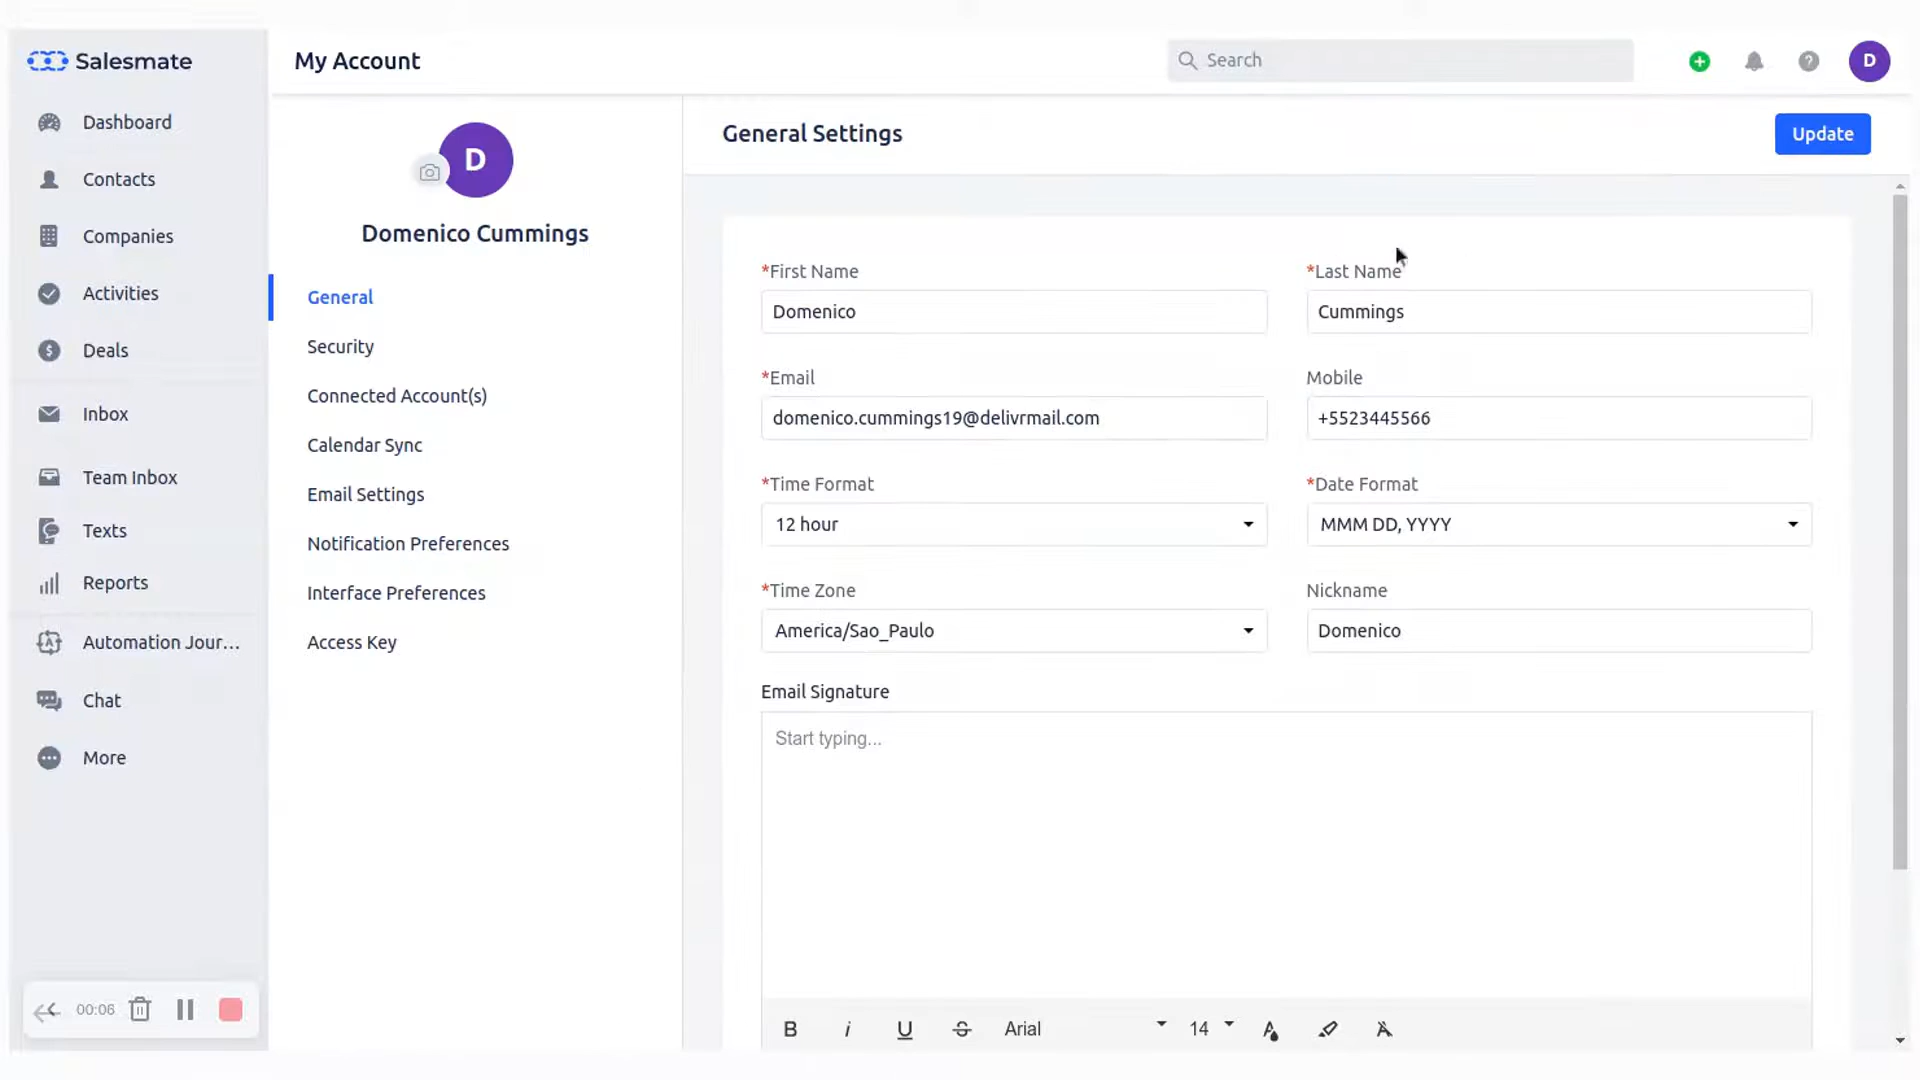 Salesmate
My Account
Search
D
Dashboard
Contacts
Companies
Activities
Deals
Inbox
Team Inbox
Texts
Reports
Automation Jour...
Chat
More
00:06
D
Domenico Cummings
General
Security
Connected Account(s)
Calendar Sync
Email Settings
Notification Preferences
Interface Preferences
Access Key
General Settings
Update
*First Name
Domenico
*Last Name
Cummings
*Email
domenico.cummings19@delivrmail.com
Mobile
+5523445566
*Time Format
12 hour
*Date Format
MMM DD, YYYY
*Time Zone
America/Sao_Paulo
Nickname
Domenico
Email Signature
Start typing...
B i U S Arial 14 A